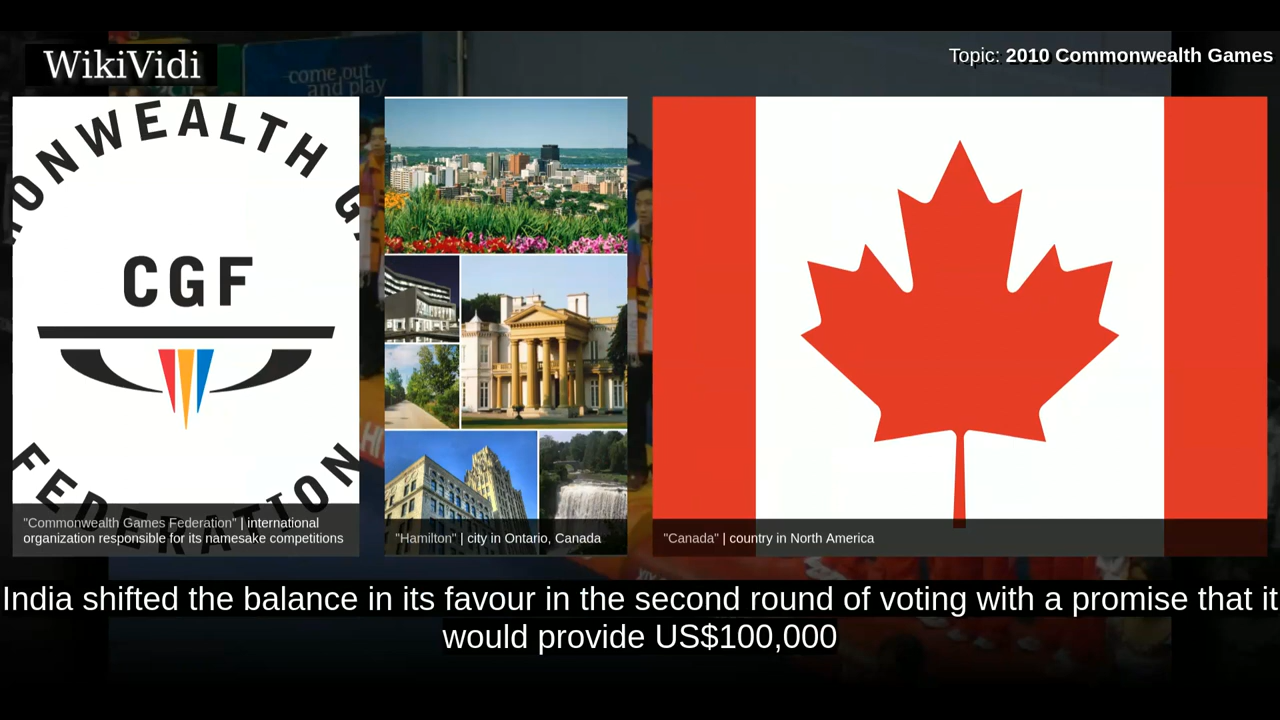 WikiVidi
Topic: 2010 Commonwealth Games
come out
and play
ONWEALTH G
CGF
FEDERATION
"Commonwealth Games Federation" | international
organization responsible for its namesake competitions
"Hamilton" | city in Ontario, Canada
"Canada" | country in North America
India shifted the balance in its favour in the second round of voting with a promise that it
would provide US$100,000